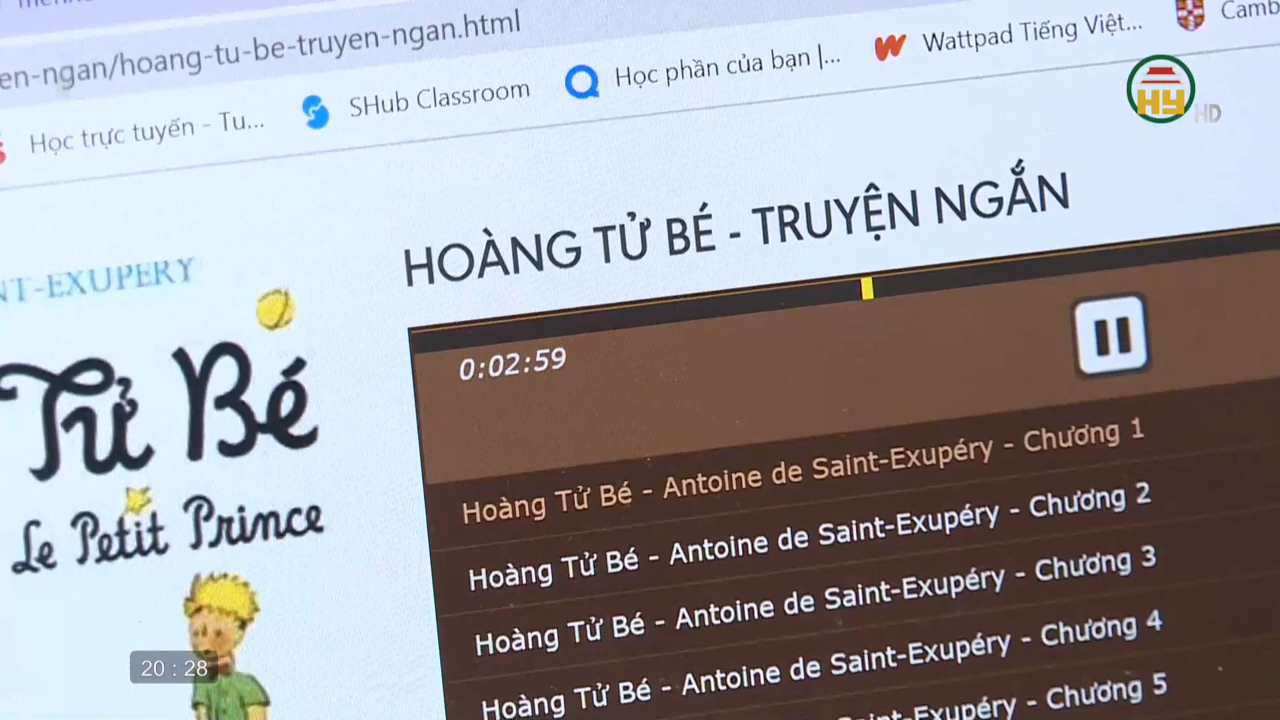 en-ngan/hoang-tu-be-truyen-ngan.html
Học trực tuyến - Tu...
SHub Classroom
Học phần của bạn |...
Wattpad Tiếng Việt...
Camb
HY HD
HOÀNG TỬ BÉ - TRUYỆN NGẮN
NT-EXUPERY
Tử Bé
Le Petit Prince
0:02:59
Hoàng Tử Bé - Antoine de Saint-Exupéry - Chương 1
Hoàng Tử Bé - Antoine de Saint-Exupéry - Chương 2
Hoàng Tử Bé - Antoine de Saint-Exupéry - Chương 3
Hoàng Tử Bé - Antoine de Saint-Exupéry - Chương 4
nt-Exupéry - Chương 5
20 : 28